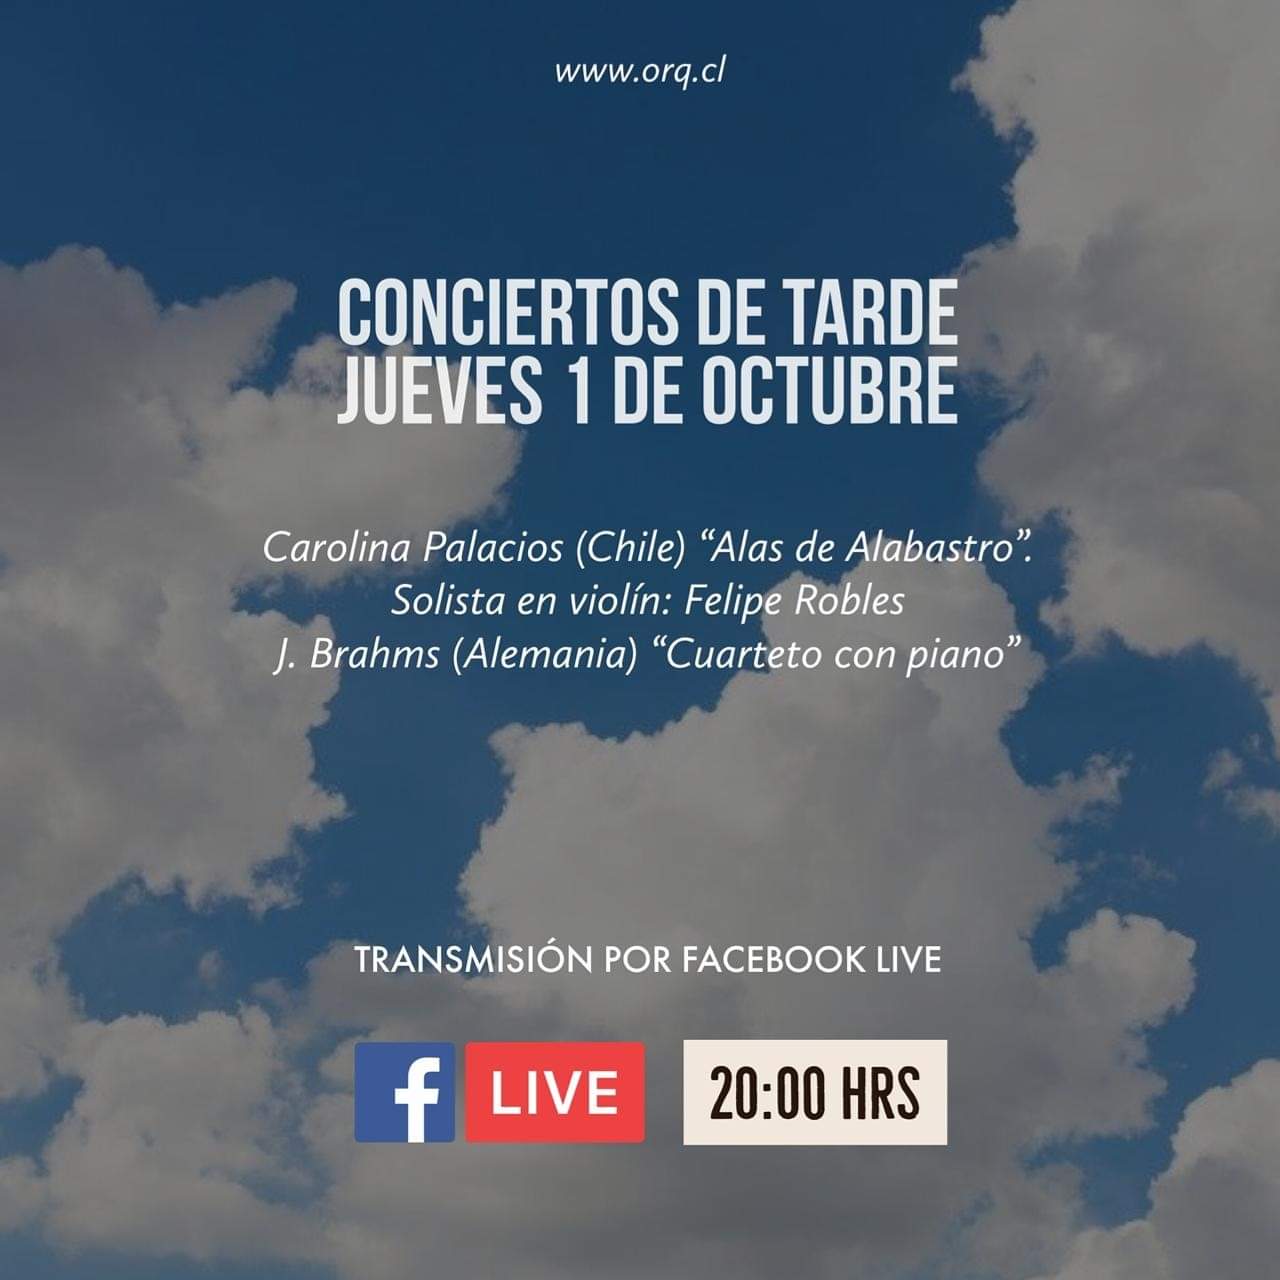 www.orq.cl
CONCIERTOS DE TARDE
JUEVES 1 DE OCTUBRE
Carolina Palacios (Chile) “Alas de Alabastro”.
Solista en violín: Felipe Robles
J. Brahms (Alemania) “Cuarteto con piano”
TRANSMISIÓN POR FACEBOOK LIVE
f LIVE 20:00 HRS